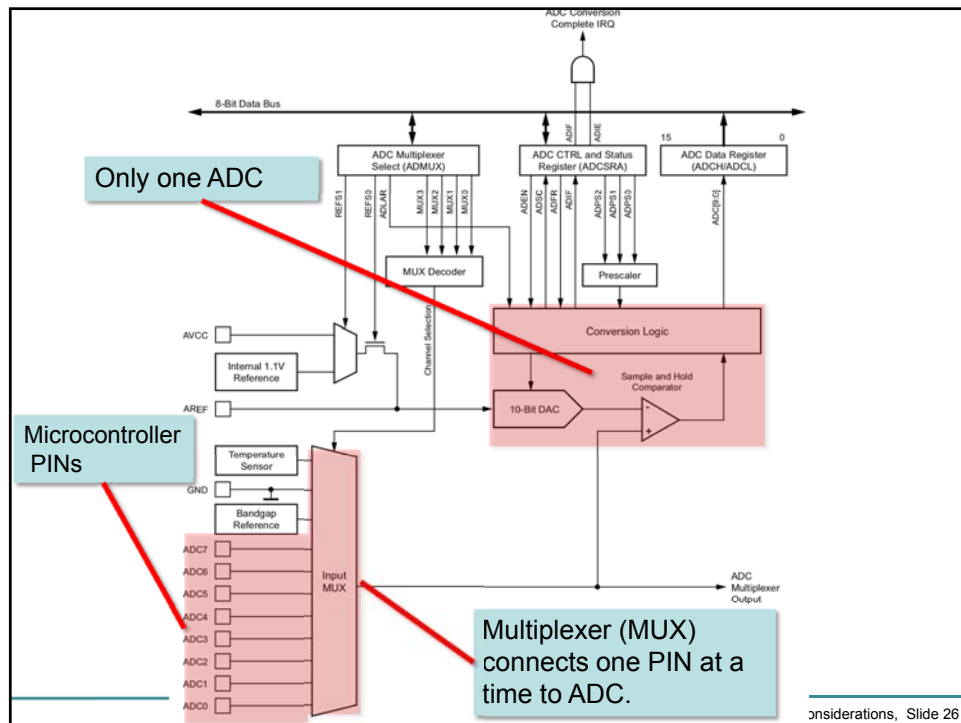 ADC Conversion
Complete IRQ
8-Bit Data Bus
ADIF
ADIE
15
0
ADC Multiplexer
Select (ADMUX)
ADC CTRL and Status
Register (ADCSRA)
ADC Data Register
(ADCH/ADCL)
Only one ADC
REFS1
REFS0
ADLAR
MUX3
MUX2
MUX1
MUX0
ADEN
ADSC
ADFR
ADIF
ADPS2
ADPS1
ADPS0
ADC[9:0]
MUX Decoder
Prescaler
Channel Selection
Conversion Logic
AVCC
Internal 1.1V
Reference
Sample and Hold
Comparator
AREF
10-Bit DAC
-
+
Microcontroller
PINs
Temperature
Sensor
GND
Bandgap
Reference
ADC7
ADC6
ADC5
ADC4
ADC3
ADC2
ADC1
ADC0
Input
MUX
ADC
Multiplexer
Output
Multiplexer (MUX)
connects one PIN at a
time to ADC.
onsiderations, Slide 26